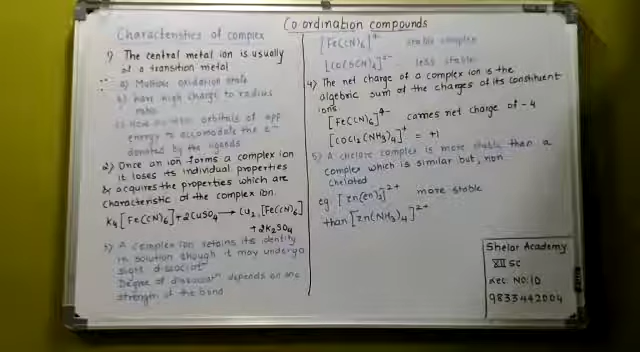 Co ordination compounds
Characteristics of complex
1) The central metal ion is usually
of a transition metal
∵ a) Multiple oxidation state
b) have high charge to radius
ratio
c) Have orbitals of app
energy to accomodate the e⁻
donated by the ligands
2) Once an ion forms a complex ion
it loses its individual properties
& acquires the properties which are
characteristic of the complex ion.
K₄[Fe(CN)₆]+2CuSO₄ → Cu₂[Fe(CN)₆]
+2K₂SO₄
3) A complex ion retains its identity
in solution though it may undergo
slight dissociatⁿ
Degree of dissociatⁿ depends on the
strength of the bond
[Fe(CN)₆]⁴⁻ stable complex
[Co(SCN)₄]²⁻ less stable
4) The net charge of a complex ion is the
algebric sum of the charges of its constituent
ions
[Fe(CN)₆]⁴⁻ carries net charge of -4
[COCl₂(NH₃)₄]⁺ = +1
5) A chelate complex is more stable than a
complex which is similar but, non
chelated
eg. [Zn(en)₂]²⁺ more stable
than [Zn(NH₃)₄]²⁺
Shelar Academy
XII SC
Lec. NO: 10
9833442004